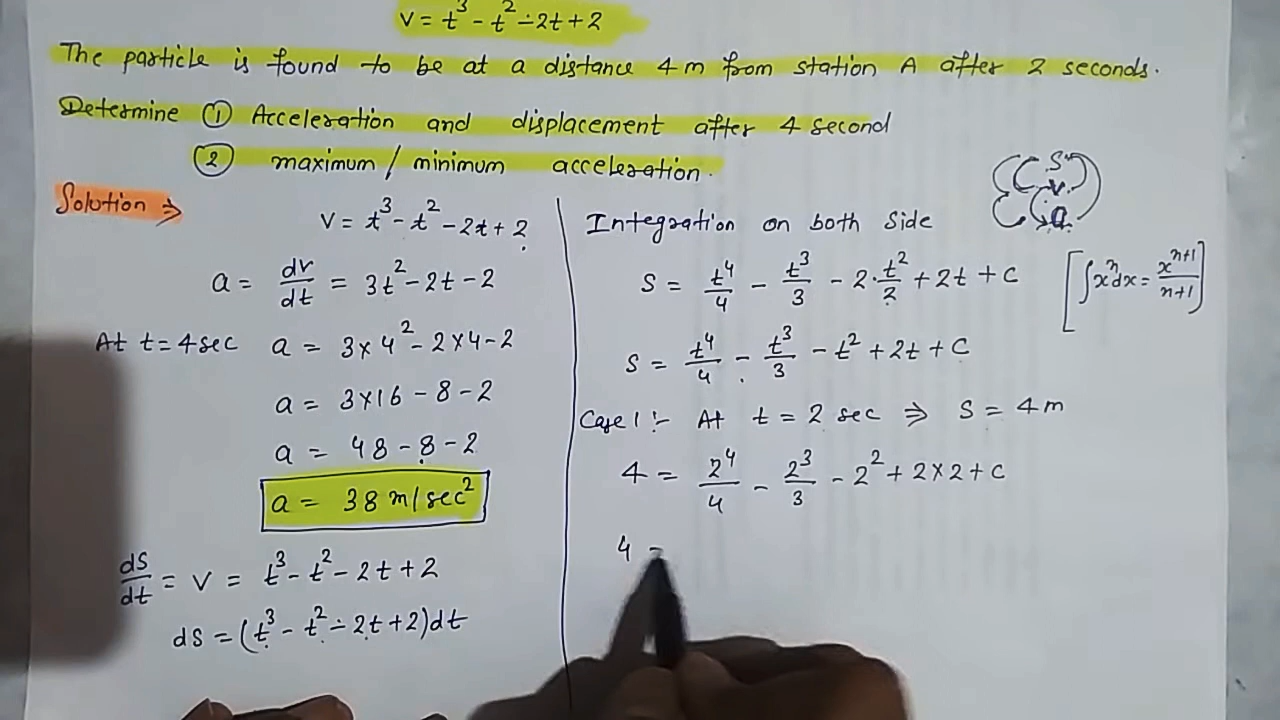 v = t³ - t² - 2t + 2
The particle is found to be at a distance 4 m from station A after 2 seconds.
Determine ① Acceleration and displacement after 4 second
② maximum / minimum acceleration.
Solution ⇒
v = t³ - t² - 2t + 2
a = dv/dt = 3t² - 2t - 2
At t = 4 sec a = 3 × 4² - 2 × 4 - 2
a = 3 × 16 - 8 - 2
a = 48 - 8 - 2
a = 38 m/sec²
ds/dt = v = t³ - t² - 2t + 2
ds = (t³ - t² - 2t + 2)dt
Integration on both side
S = t⁴/4 - t³/3 - 2·t²/2 + 2t + C
[∫xⁿdx = xⁿ⁺¹/n+1]
S = t⁴/4 - t³/3 - t² + 2t + C
Case 1 :- At t = 2 sec ⇒ S = 4 m
4 = 2⁴/4 - 2³/3 - 2² + 2 × 2 + C
4 =
S
v
a